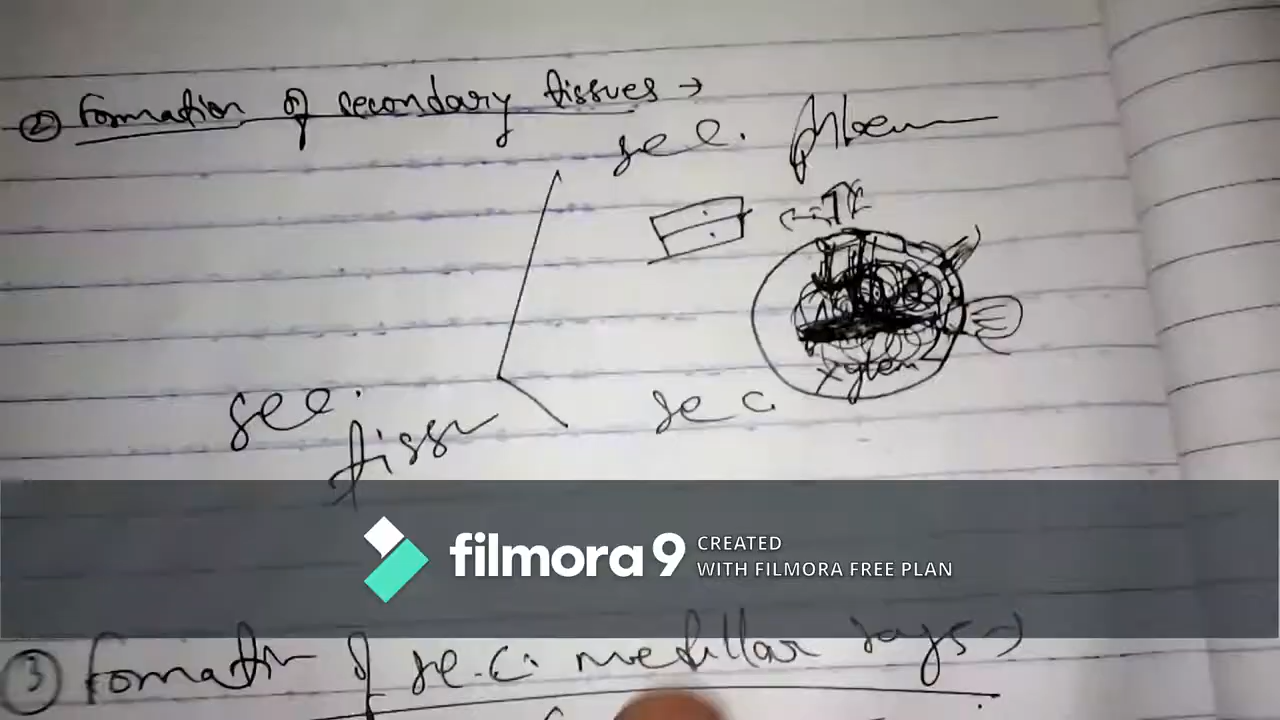 ② Formation of secondary tissues →
sec. phloem
xylem
sec.
sec.
tissu
filmora 9 CREATED
WITH FILMORA FREE PLAN
③ Formation of sec. medullar rays →